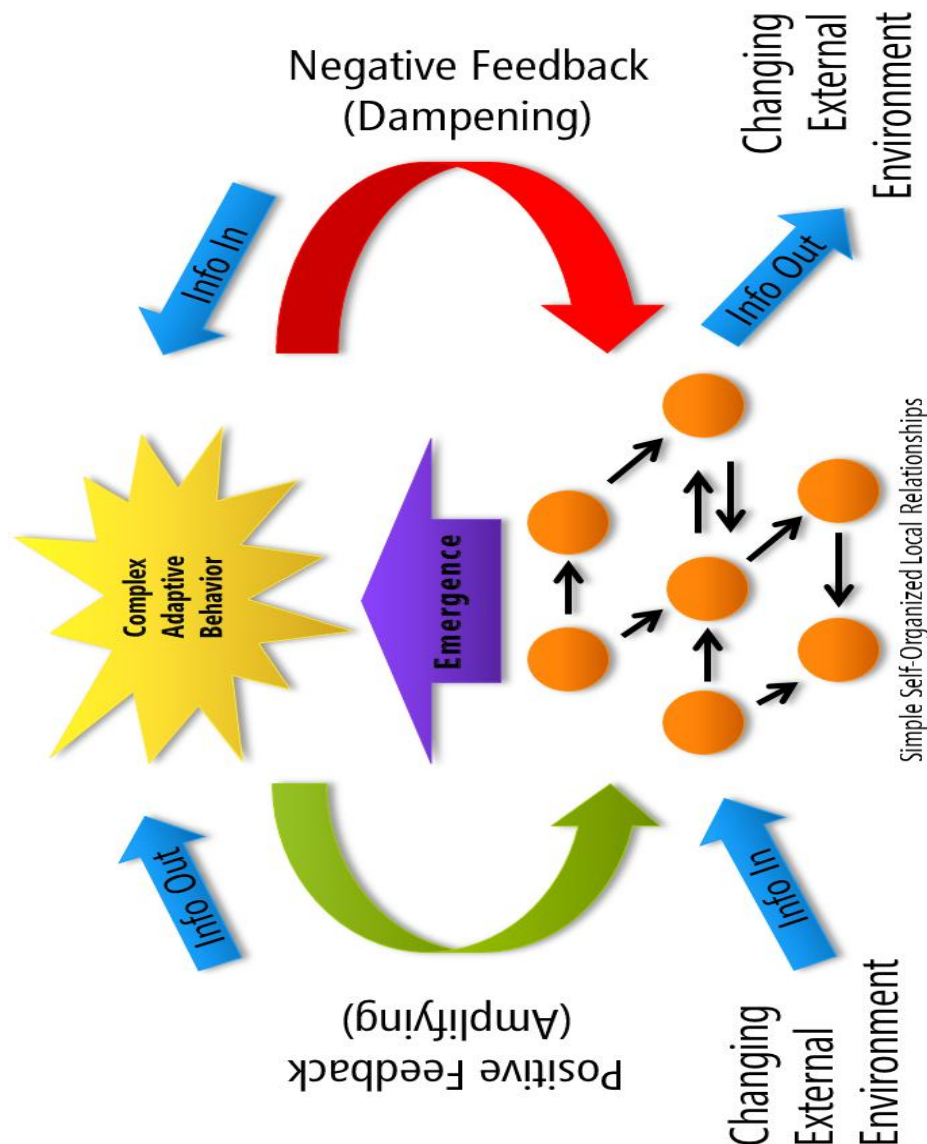 Negative Feedback
(Dampening)
Changing
External
Environment
Info In
Info Out
Complex
Adaptive
Behavior
Emergence
Simple Self-Organized Local Relationships
Info Out
Info In
Positive Feedback
(Amplifying)
Changing
External
Environment